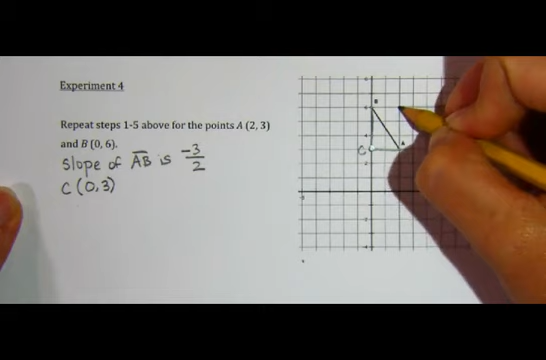 Experiment 4
Repeat steps 1-5 above for the points A (2, 3)
and B (0, 6).
Slope of AB is -3/2
C (0,3)
B
A
C